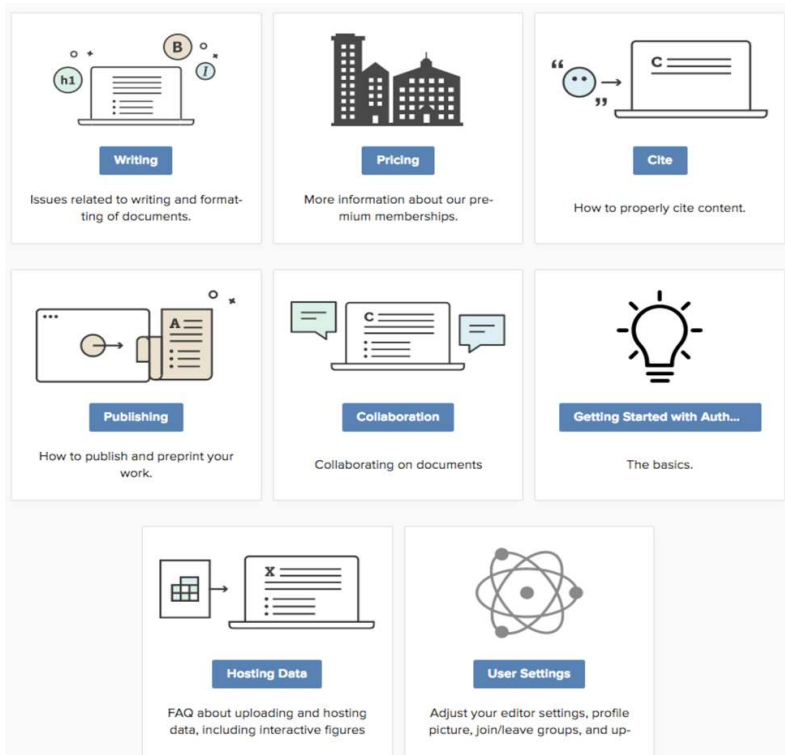 h1
B
I
Writing
Issues related to writing and format-
ting of documents.
Pricing
More information about our pre-
mium memberships.
“
”
C
Cite
How to properly cite content.
A
Publishing
How to publish and preprint your
work.
C
Collaboration
Collaborating on documents
Getting Started with Auth...
The basics.
X
Hosting Data
FAQ about uploading and hosting
data, including interactive figures
User Settings
Adjust your editor settings, profile
picture, join/leave groups, and up-